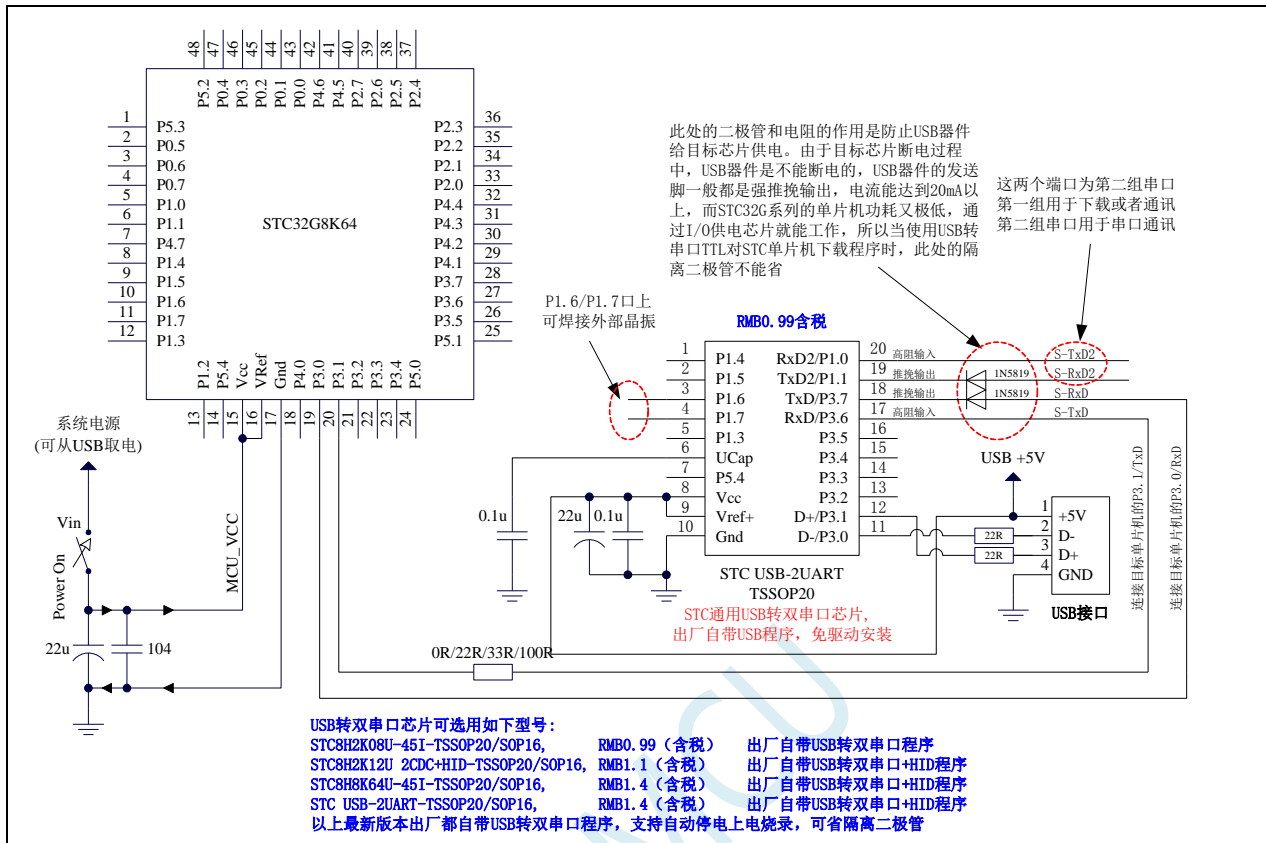 48
47
46
45
44
43
42
41
40
39
38
37
P5.2
P0.4
P0.3
P0.2
P0.1
P0.0
P4.6
P4.5
P2.7
P2.6
P2.5
P2.4
1 P5.3
2 P0.5
3 P0.6
4 P0.7
5 P1.0
6 P1.1
7 P4.7
8 P1.4
9 P1.5
10 P1.6
11 P1.7
12 P1.3
STC32G8K64
P2.3 36
P2.2 35
P2.1 34
P2.0 33
P4.4 32
P4.3 31
P4.2 30
P4.1 29
P3.7 28
P3.6 27
P3.5 26
P5.1 25
P1.2
P5.4
Vcc
VRef
Gnd
P4.0
P3.0
P3.1
P3.2
P3.3
P3.4
P5.0
13
14
15
16
17
18
19
20
21
22
23
24
此处的二极管和电阻的作用是防止USB器件
给目标芯片供电。由于目标芯片断电过程
中，USB器件是不能断电的，USB器件的发送
脚一般都是强推挽输出，电流能达到20mA以
上，而STC32G系列的单片机功耗又极低，通
过I/O供电芯片就能工作，所以当使用USB转
串口TTL对STC单片机下载程序时，此处的隔
离二极管不能省
这两个端口为第二组串口
第一组用于下载或者通讯
第二组串口用于串口通讯
P1.6/P1.7口上
可焊接外部晶振
RMB0.99含税
1 P1.4
2 P1.5
3 P1.6
4 P1.7
5 P1.3
6 UCap
7 P5.4
8 Vcc
9 Vref+
10 Gnd
RxD2/P1.0 20 高阻输入 S-TxD2
TxD2/P1.1 19 推挽输出 1N5819 S-RxD2
TxD/P3.7 18 推挽输出 1N5819 S-RxD
RxD/P3.6 17 高阻输入 S-TxD
P3.5 16
P3.4 15
P3.3 14
P3.2 13
D+/P3.1 12
D-/P3.0 11
STC USB-2UART
TSSOP20
STC通用USB转双串口芯片，
出厂自带USB程序，免驱动安装
系统电源
(可从USB取电)
Vin
Power On
MCU_VCC
22u
104
0.1u
22u
0.1u
USB +5V
22R
22R
1 +5V
2 D-
3 D+
4 GND
USB接口
连接目标单片机的P3.1/TxD
连接目标单片机的P3.0/RxD
0R/22R/33R/100R
MCU
USB转双串口芯片可选用如下型号：
STC8H2K08U-45I-TSSOP20/SOP16, RMB0.99（含税） 出厂自带USB转双串口程序
STC8H2K12U 2CDC+HID-TSSOP20/SOP16, RMB1.1（含税） 出厂自带USB转双串口+HID程序
STC8H8K64U-45I-TSSOP20/SOP16, RMB1.4（含税） 出厂自带USB转双串口+HID程序
STC USB-2UART-TSSOP20/SOP16, RMB1.4（含税） 出厂自带USB转双串口+HID程序
以上最新版本出厂都自带USB转双串口程序，支持自动停电上电烧录，可省隔离二极管